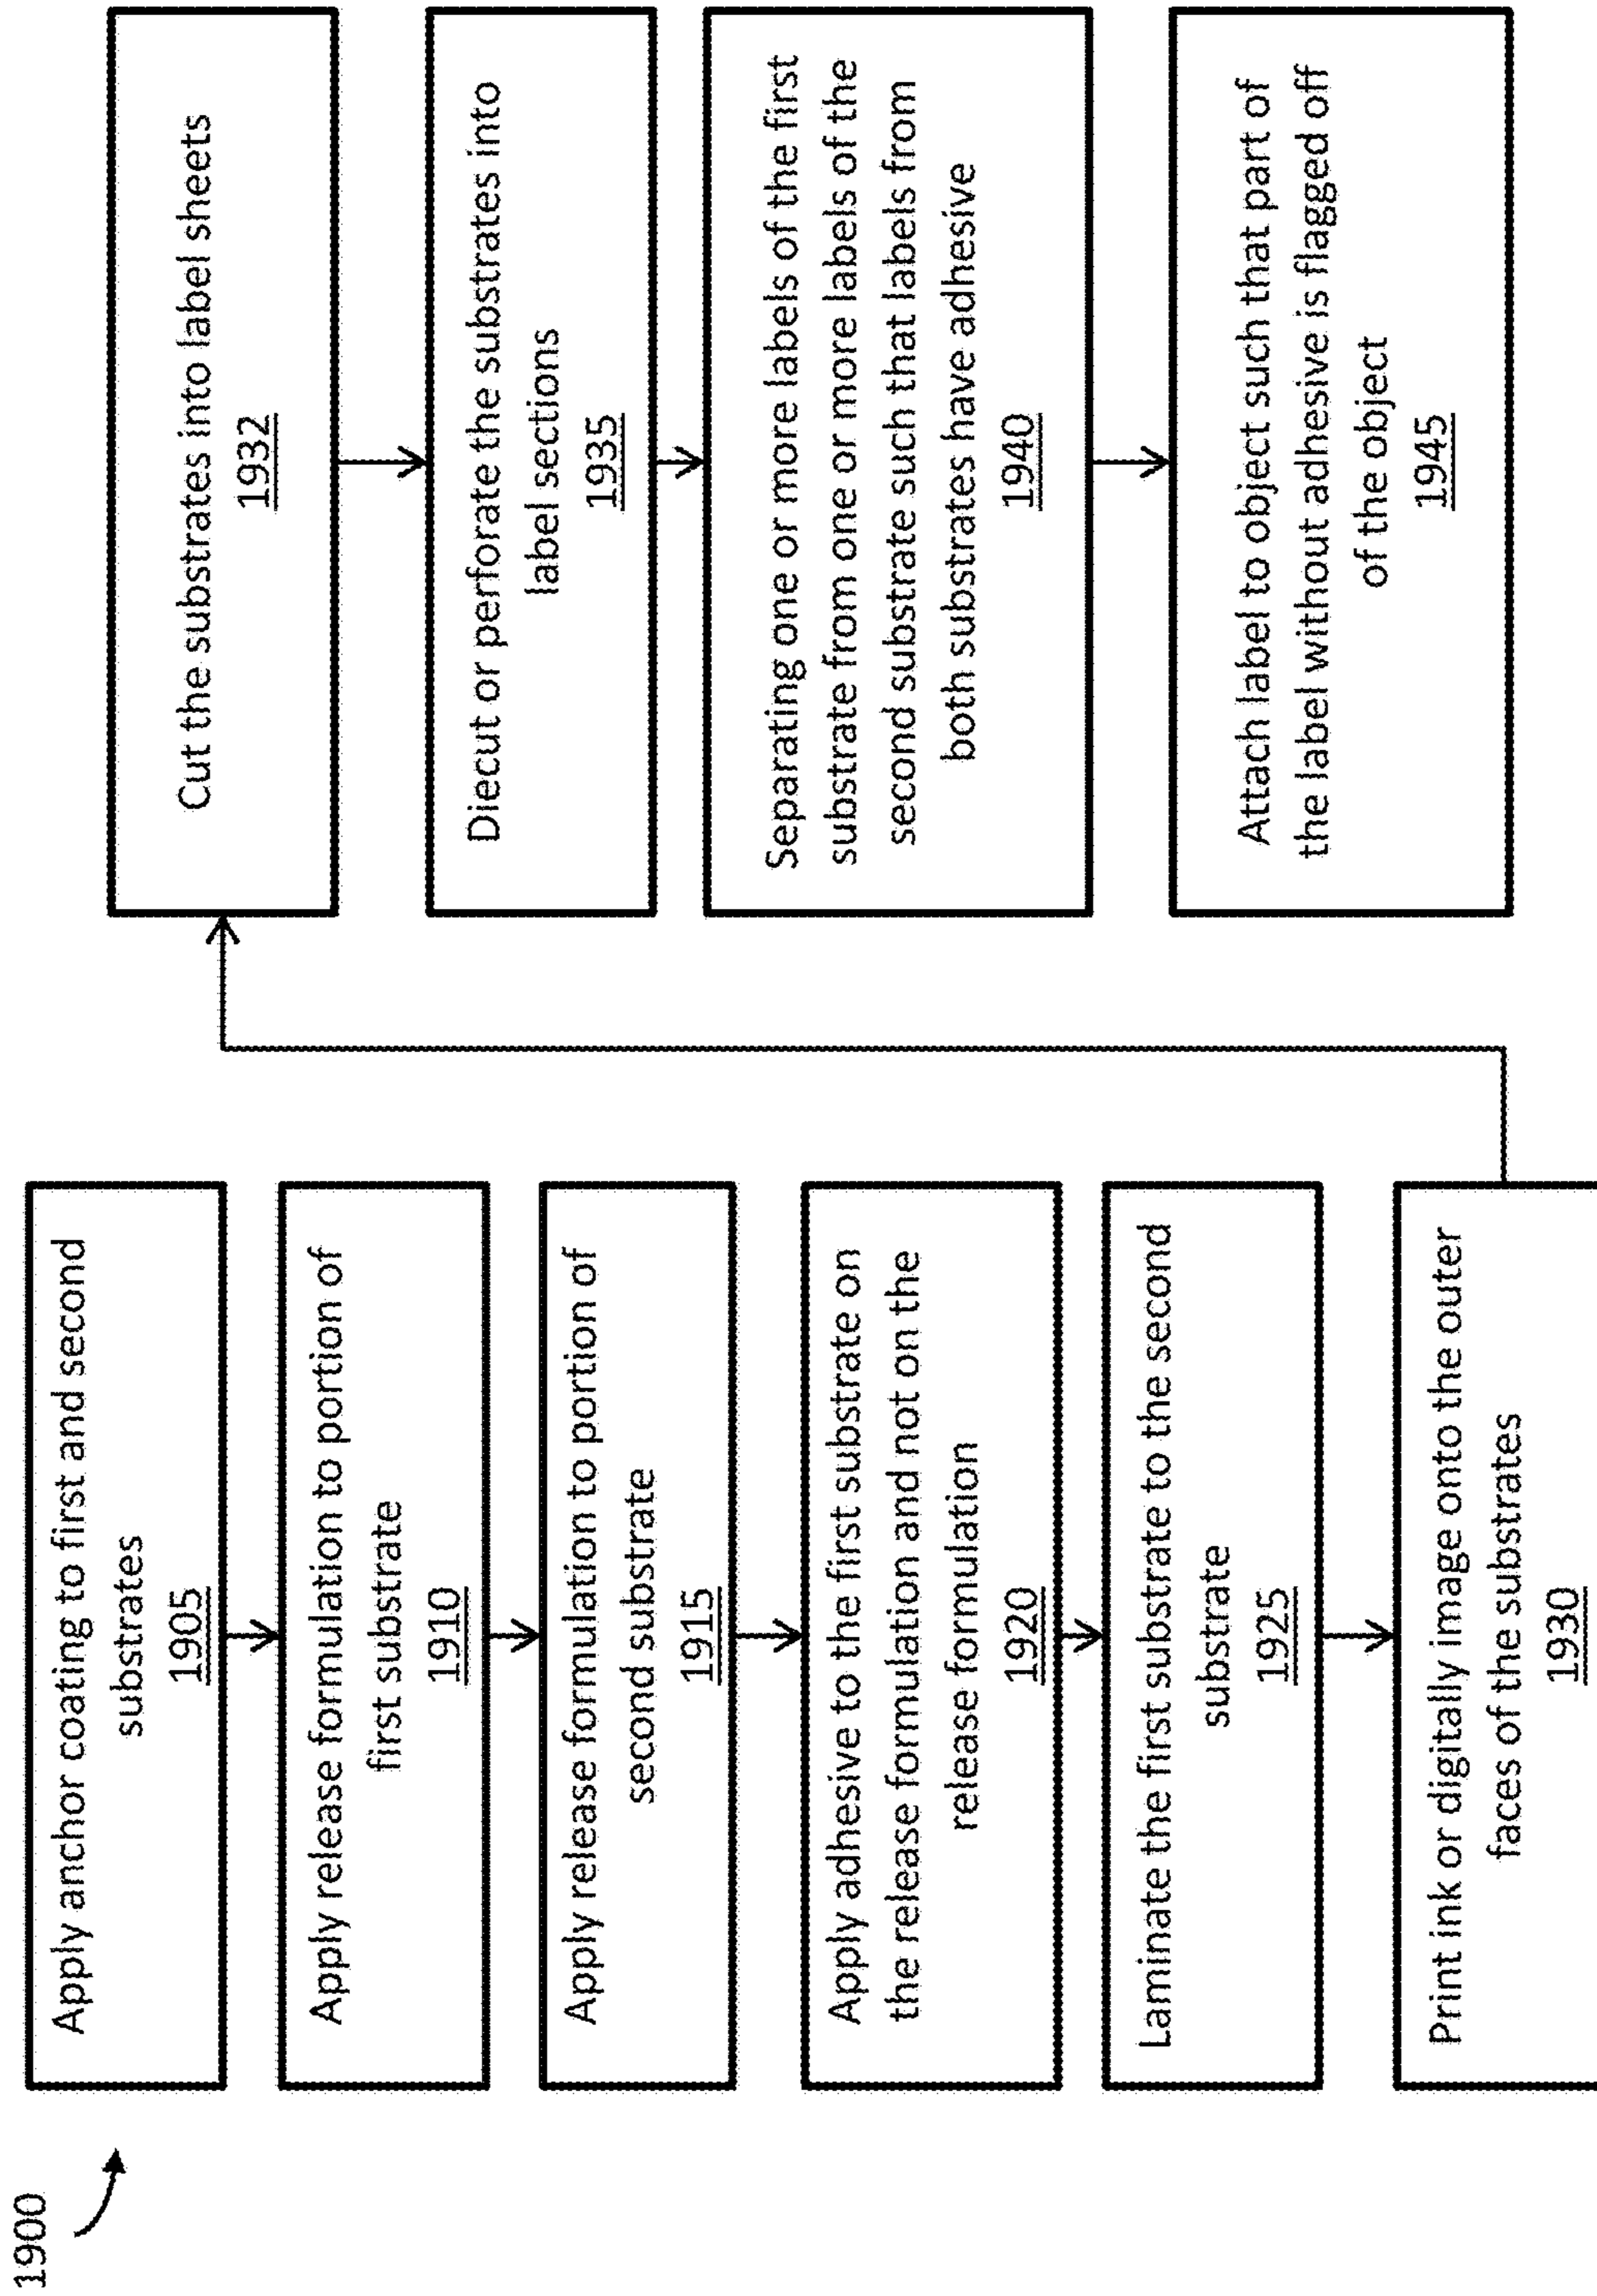 1900
Apply anchor coating to first and second
substrates
1905
Apply release formulation to portion of
first substrate
1910
Apply release formulation to portion of
second substrate
1915
Apply adhesive to the first substrate on
the release formulation and not on the
release formulation
1920
Laminate the first substrate to the second
substrate
1925
Print ink or digitally image onto the outer
faces of the substrates
1930
Cut the substrates into label sheets
1932
Diecut or perforate the substrates into
label sections
1935
Separating one or more labels of the first
substrate from one or more labels of the
second substrate such that labels from
both substrates have adhesive
1940
Attach label to object such that part of
the label without adhesive is flagged off
of the object
1945